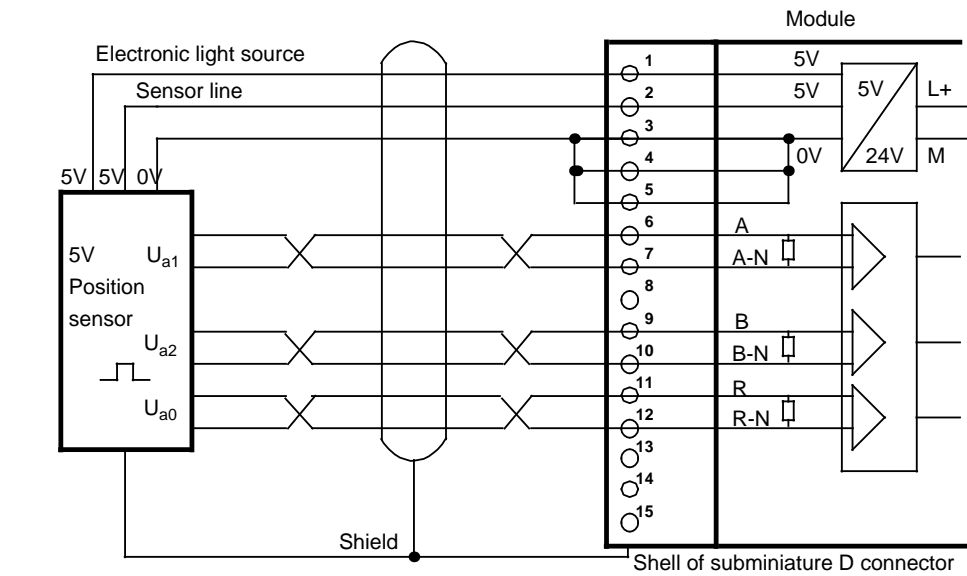 Module
Electronic light source
Sensor line
5V 5V 0V
1
2
3
4
5
6
7
8
9
10
11
12
13
14
15
5V
5V
0V
5V
24V
L+
M
5V
Position
sensor
Ua1
Ua2
Ua0
A
A-N
B
B-N
R
R-N
Shield
Shell of subminiature D connector